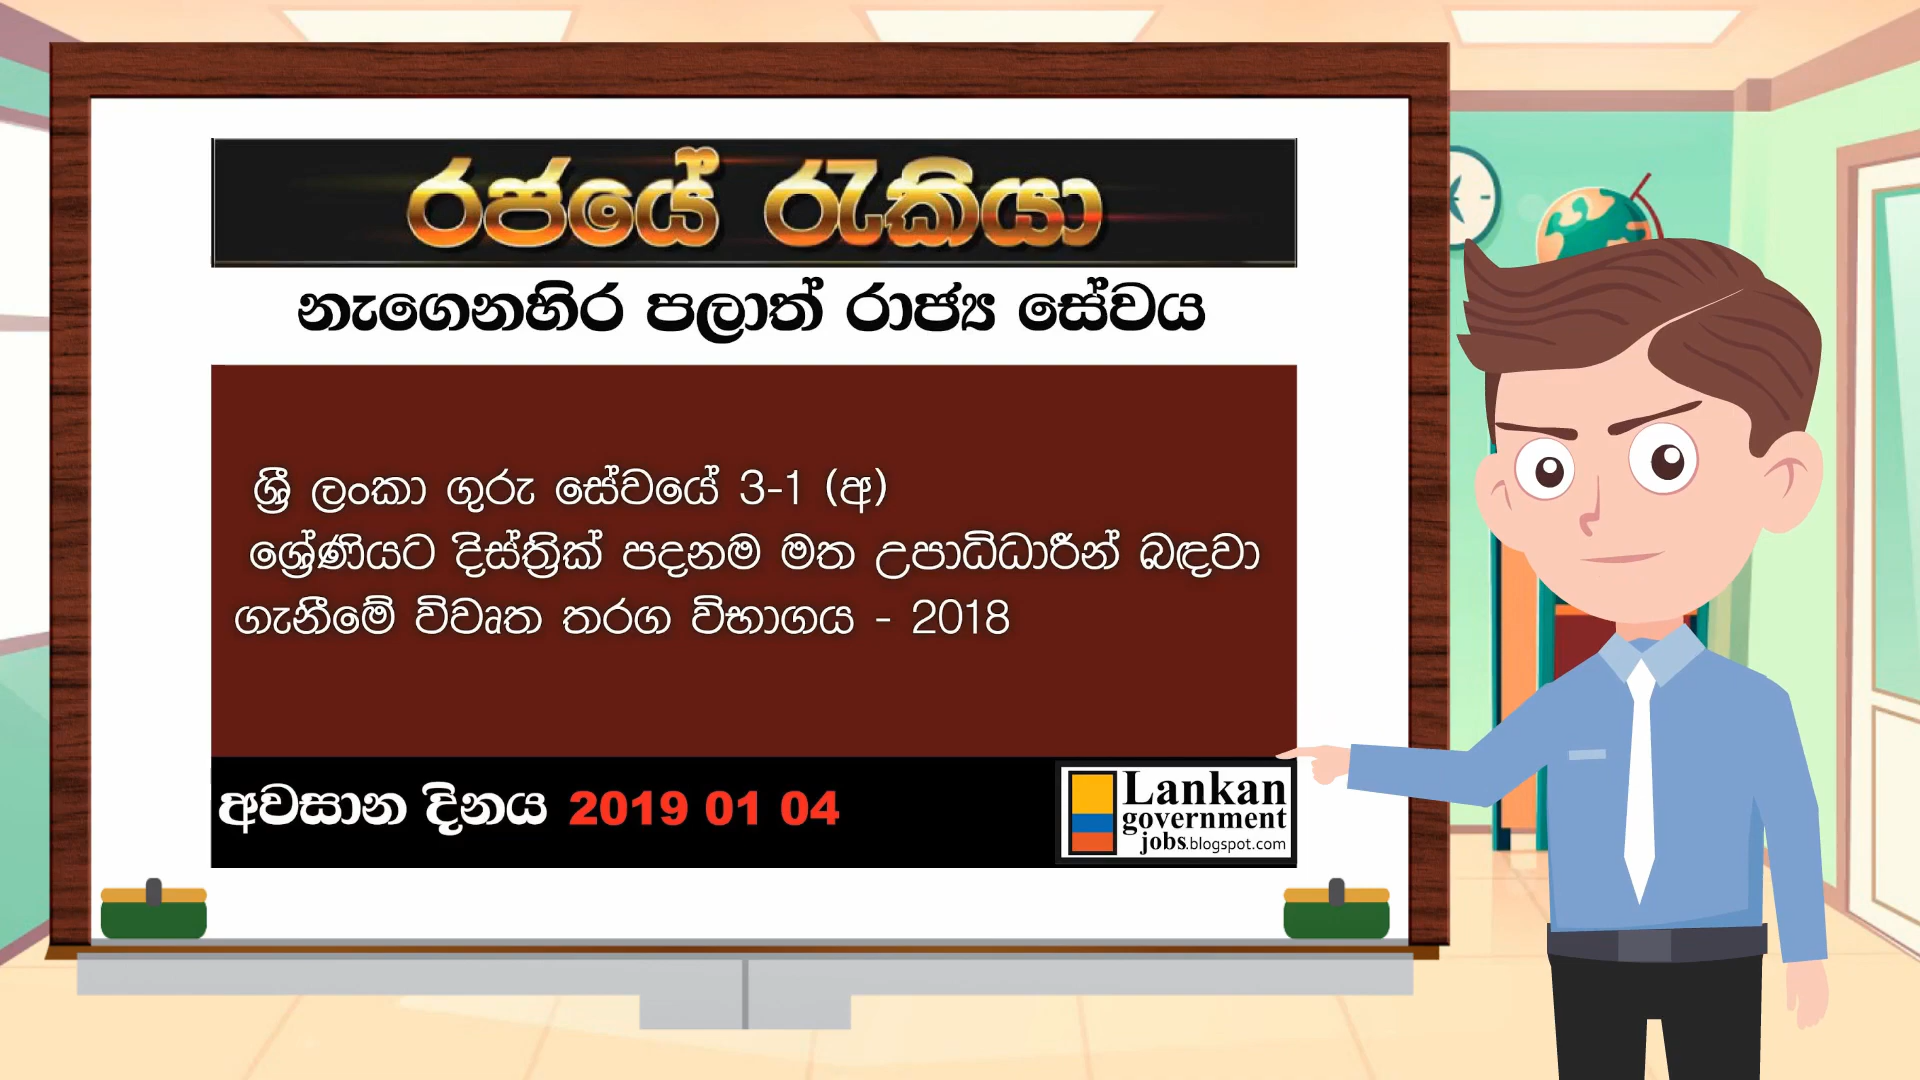 රජයේ රැකියා
නැගෙනහිර පලාත් රාජ්‍ය සේවය
ශ්‍රී ලංකා ගුරු සේවයේ 3-1 (අ)
ශ්‍රේණියට දිස්ත්‍රික් පදනම මත උපාධිධාරීන් බඳවා
ගැනීමේ විවෘත තරග විභාගය - 2018
අවසාන දිනය 2019 01 04
Lankan
government
jobs.blogspot.com